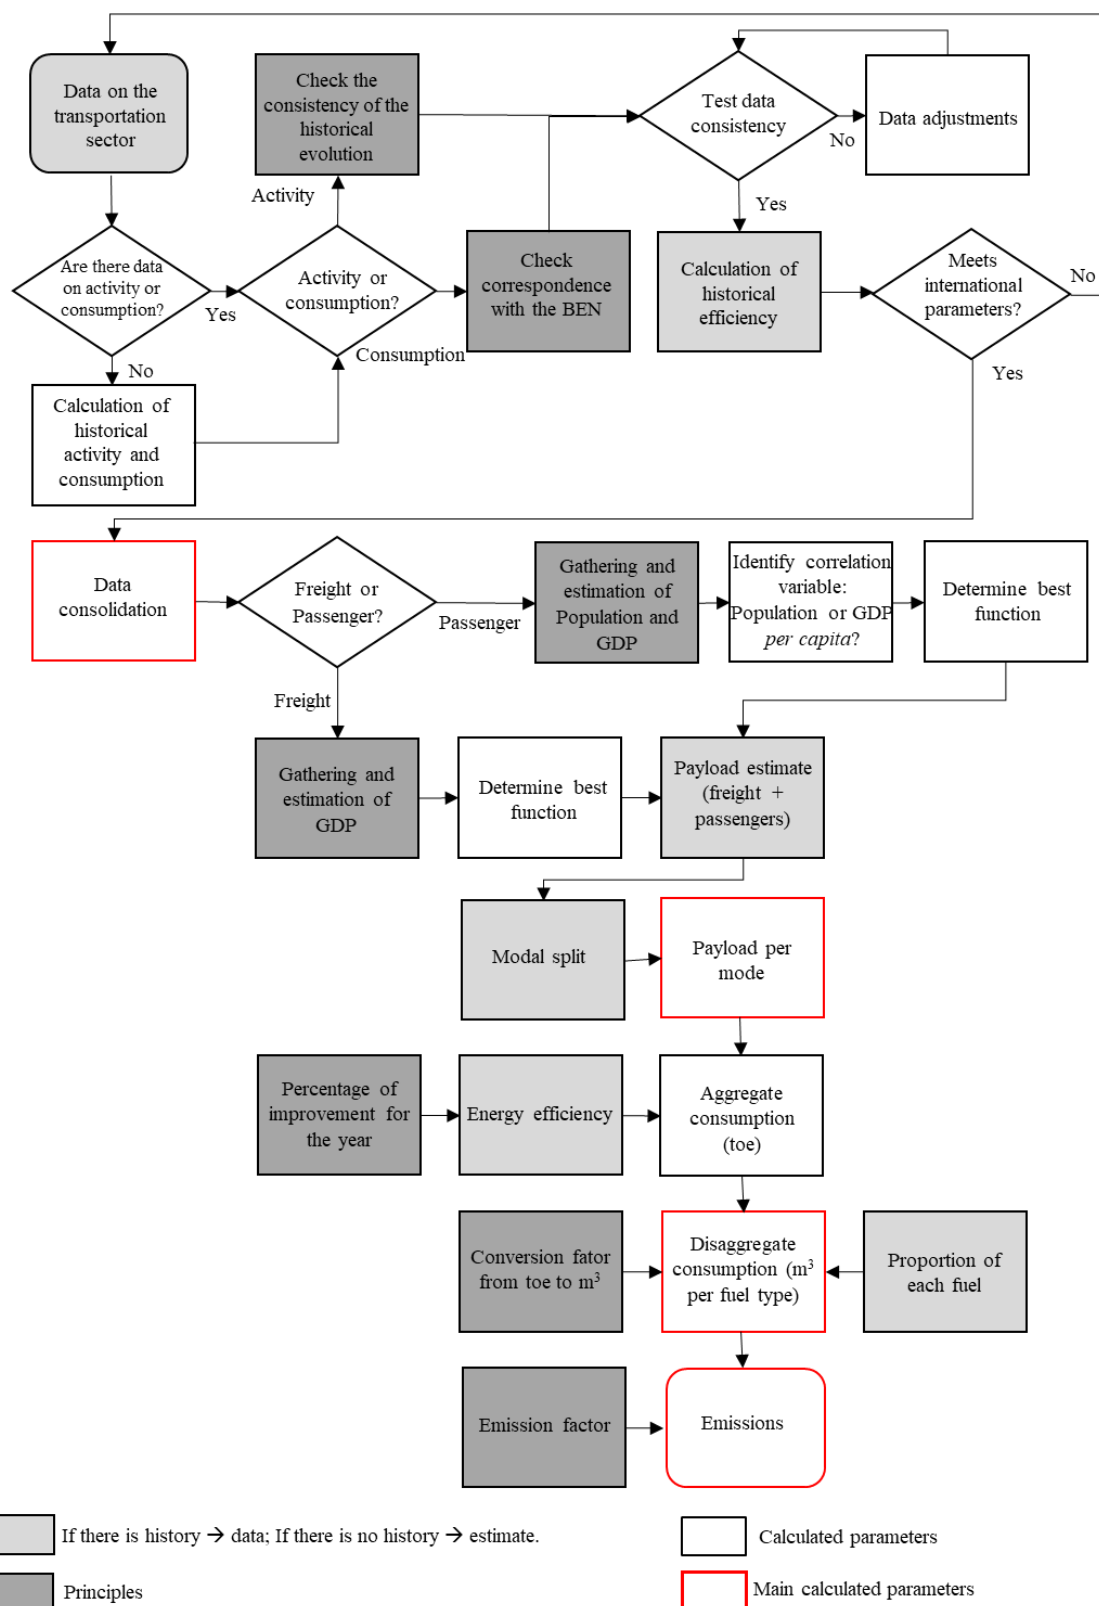 Data on the
transportation
sector
Check the
consistency of the
historical
evolution
Test data
consistency
Data adjustments
No
Activity
Yes
Are there data
on activity or
consumption?
Yes
Activity or
consumption?
Check
correspondence
with the BEN
Calculation of
historical
efficiency
Meets
international
parameters?
No
No
Consumption
Yes
Calculation of
historical
activity and
consumption
Data
consolidation
Freight or
Passenger?
Passenger
Gathering and
estimation of
Population and
GDP
Identify correlation
variable:
Population or GDP
per capita?
Determine best
function
Freight
Gathering and
estimation of
GDP
Determine best
function
Payload estimate
(freight +
passengers)
Modal split
Payload per
mode
Percentage of
improvement for
the year
Energy efficiency
Aggregate
consumption
(toe)
Conversion fator
from toe to m³
Disaggregate
consumption (m³
per fuel type)
Proportion of
each fuel
Emission factor
Emissions
If there is history → data; If there is no history → estimate.
Calculated parameters
Principles
Main calculated parameters